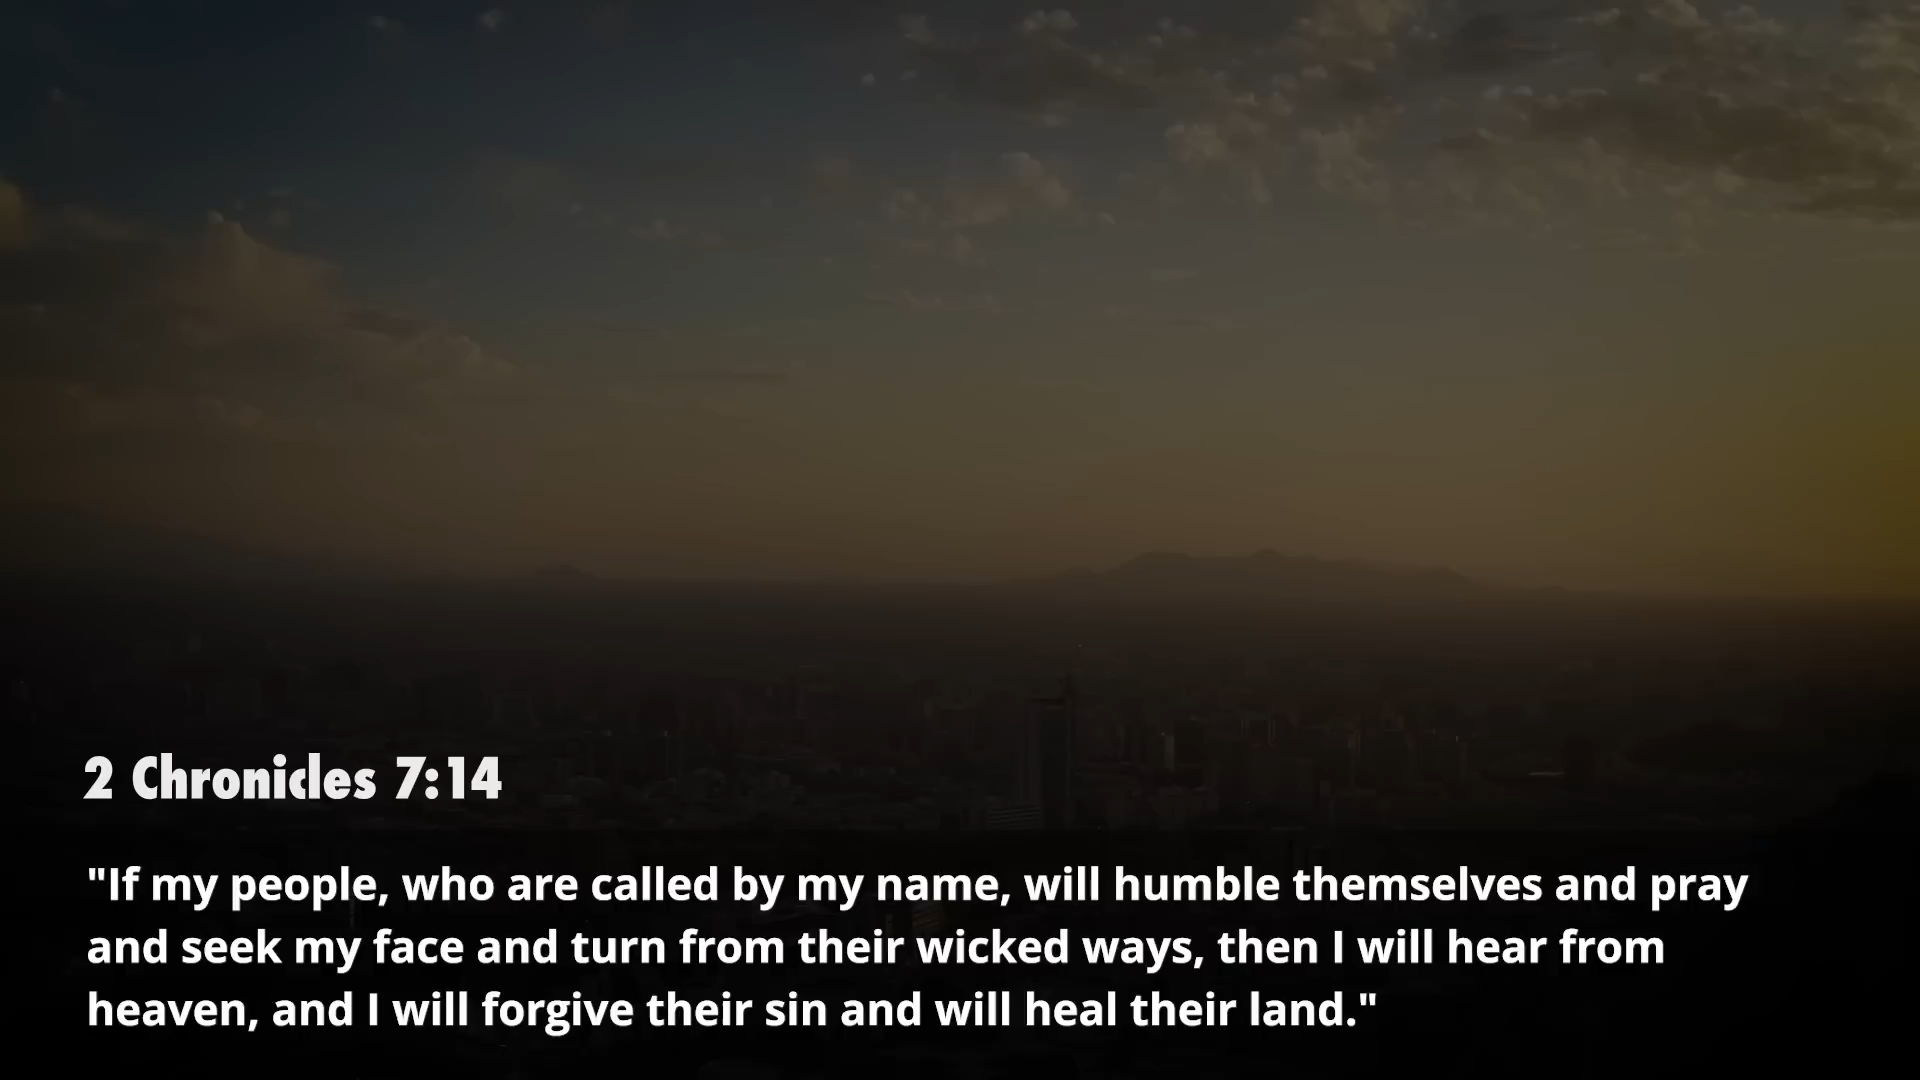 2 Chronicles 7:14
"If my people, who are called by my name, will humble themselves and pray
and seek my face and turn from their wicked ways, then I will hear from
heaven, and I will forgive their sin and will heal their land."